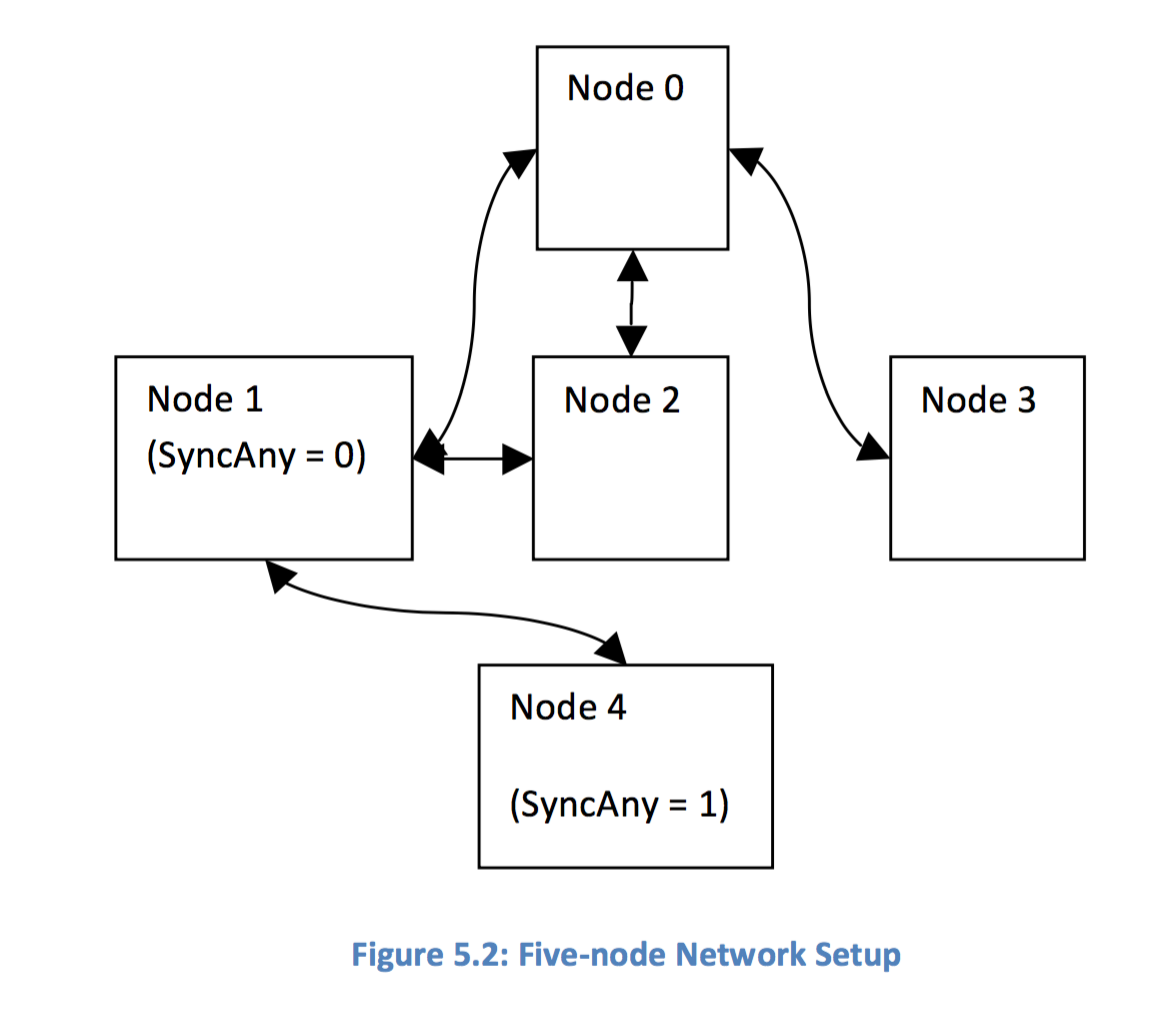 Node 0
Node 1
(SyncAny = 0)
Node 2
Node 3
Node 4
(SyncAny = 1)
Figure 5.2: Five-node Network Setup